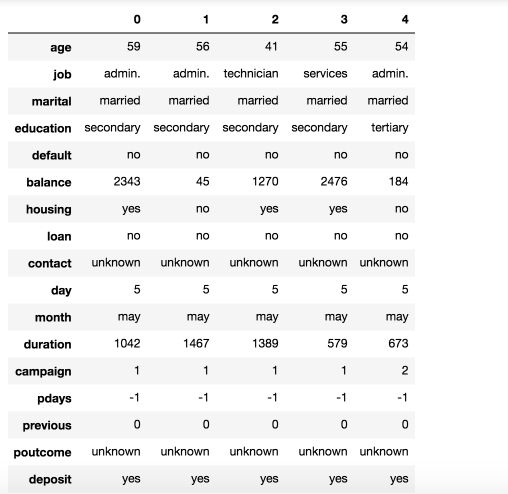 0 1 2 3 4
age 59 56 41 55 54
job admin. admin. technician services admin.
marital married married married married married
education secondary secondary secondary secondary tertiary
default no no no no no
balance 2343 45 1270 2476 184
housing yes no yes yes no
loan no no no no no
contact unknown unknown unknown unknown unknown
day 5 5 5 5 5
month may may may may may
duration 1042 1467 1389 579 673
campaign 1 1 1 1 2
pdays -1 -1 -1 -1 -1
previous 0 0 0 0 0
poutcome unknown unknown unknown unknown unknown
deposit yes yes yes yes yes